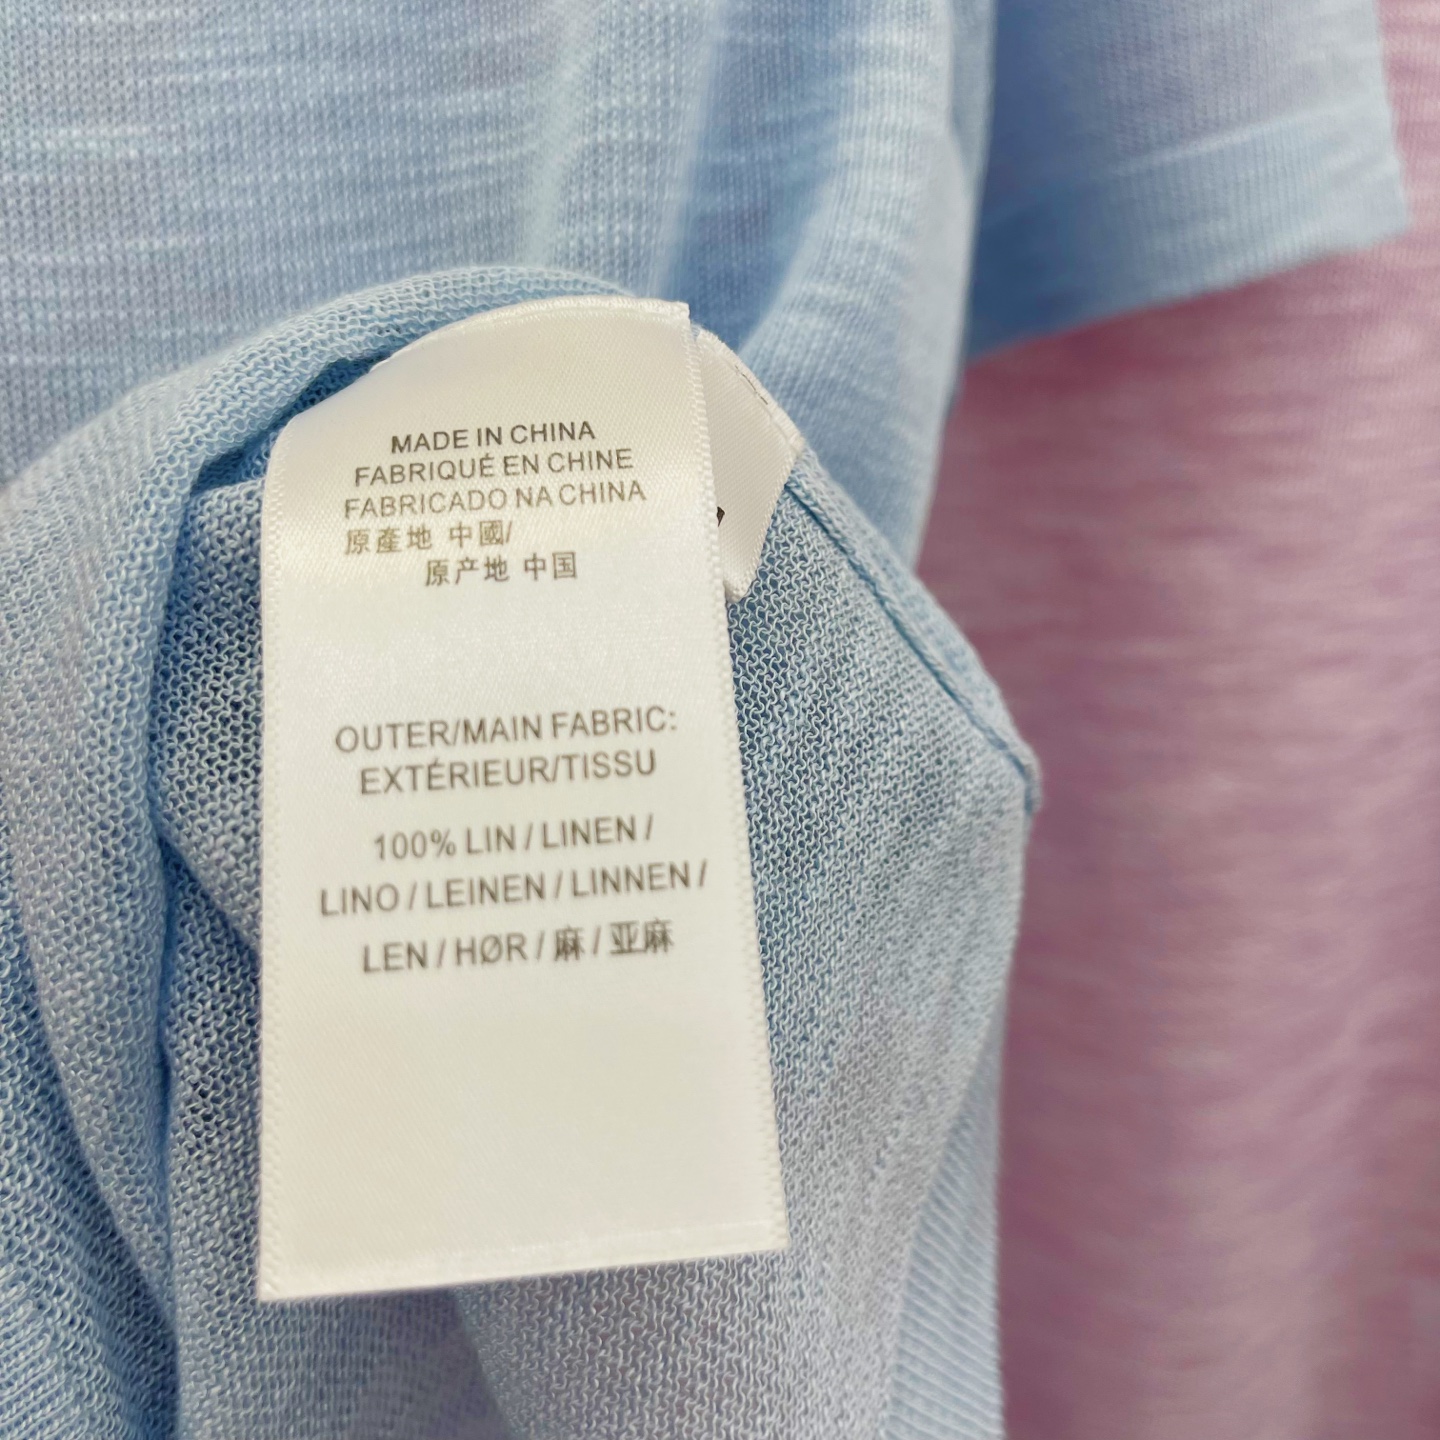 MADE IN CHINA
FABRIQUÉ EN CHINE
FABRICADO NA CHINA
原產地 中國/
原产地 中国
OUTER/MAIN FABRIC:
EXTÉRIEUR/TISSU
100% LIN / LINEN /
LINO / LEINEN / LINNEN /
LEN / HØR / 麻 / 亚麻